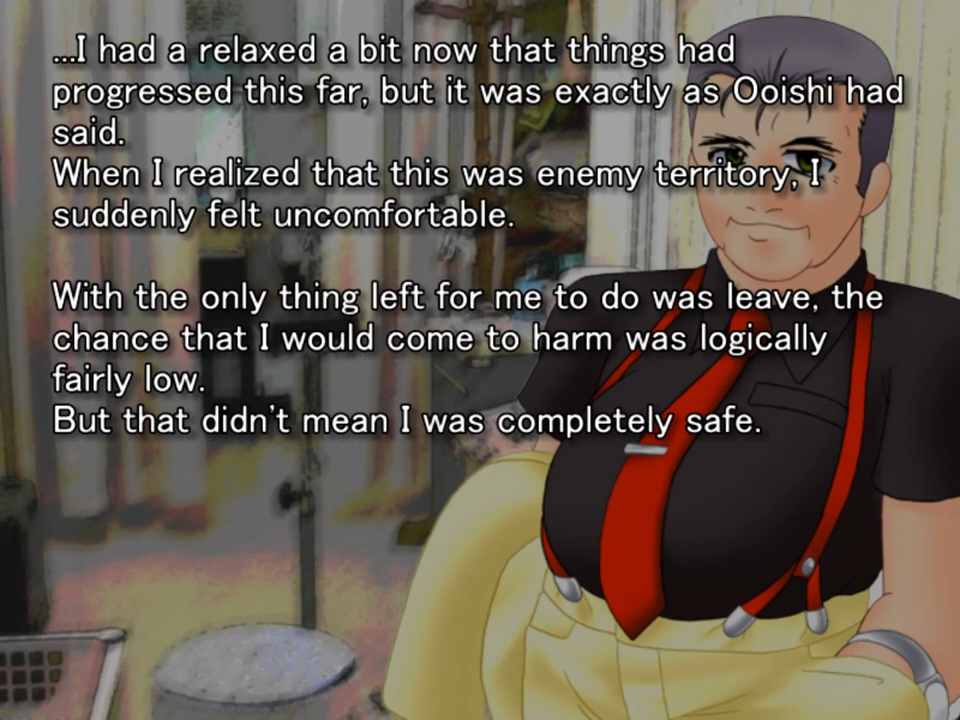 ...I had a relaxed a bit now that things had
progressed this far, but it was exactly as Ooishi had
said.
When I realized that this was enemy territory, I
suddenly felt uncomfortable.
With the only thing left for me to do was leave, the
chance that I would come to harm was logically
fairly low.
But that didn't mean I was completely safe.